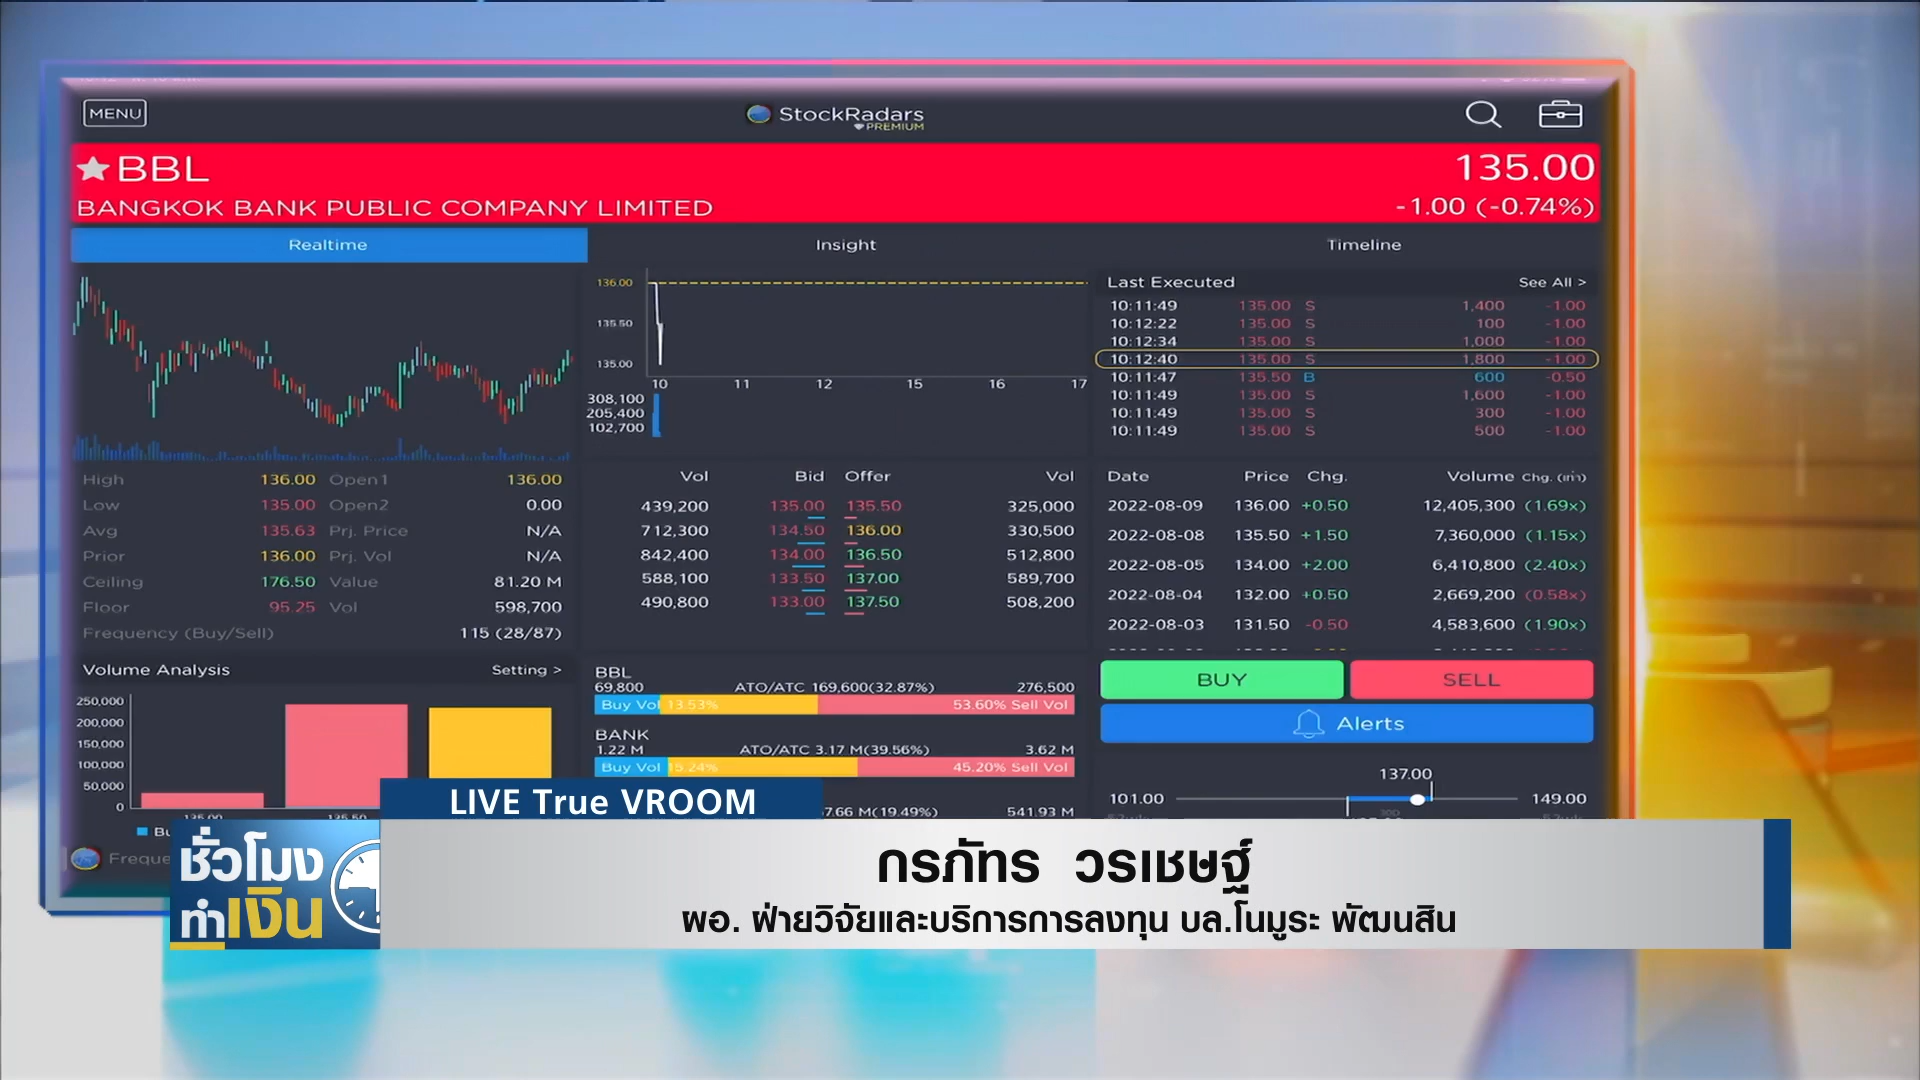 MENU
StockRadars
PREMIUM
BBL
135.00
BANGKOK BANK PUBLIC COMPANY LIMITED
-1.00 (-0.74%)
Realtime
Insight
Timeline
136.00
135.50
135.00
10 11 12 15 16 17
308,100
205,400
102,700
Last Executed See All >
10:11:49 135.00 S 1,400 -1.00
10:12:22 135.00 S 100 -1.00
10:12:34 135.00 S 1,000 -1.00
10:12:40 135.00 S 1,800 -1.00
10:11:47 135.50 B 600 -0.50
10:11:49 135.00 S 1,600 -1.00
10:11:49 135.00 S 300 -1.00
10:11:49 135.00 S 500 -1.00
High 136.00 Open1 136.00
Low 135.00 Open2 0.00
Avg 135.63 Prj. Price N/A
Prior 136.00 Prj. Vol N/A
Ceiling 176.50 Value 81.20 M
Floor 95.25 Vol 598,700
Frequency (Buy/Sell) 115 (28/87)
Vol Bid Offer Vol
439,200 135.00 135.50 325,000
712,300 134.50 136.00 330,500
842,400 134.00 136.50 512,800
588,100 133.50 137.00 589,700
490,800 133.00 137.50 508,200
Date Price Chg. Volume Chg. (เท่า)
2022-08-09 136.00 +0.50 12,405,300 (1.69x)
2022-08-08 135.50 +1.50 7,360,000 (1.15x)
2022-08-05 134.00 +2.00 6,410,800 (2.40x)
2022-08-04 132.00 +0.50 2,669,200 (0.58x)
2022-08-03 131.50 -0.50 4,583,600 (1.90x)
Volume Analysis Setting >
250,000
200,000
150,000
100,000
50,000
0
BBL
69,800 ATO/ATC 169,600(32.87%) 276,500
Buy Vol 13.53% 53.60% Sell Vol
BANK
1.22 M ATO/ATC 3.17 M(39.56%) 3.62 M
Buy Vol 15.24% 45.20% Sell Vol
7.66 M(19.49%) 541.93 M
BUY
SELL
Alerts
137.00
101.00 149.00
LIVE True VROOM
ชั่วโมง
ทำเงิน
กรภัทร วรเชษฐ์
ผอ. ฝ่ายวิจัยและบริการการลงทุน บล.โนมูระ พัฒนสิน